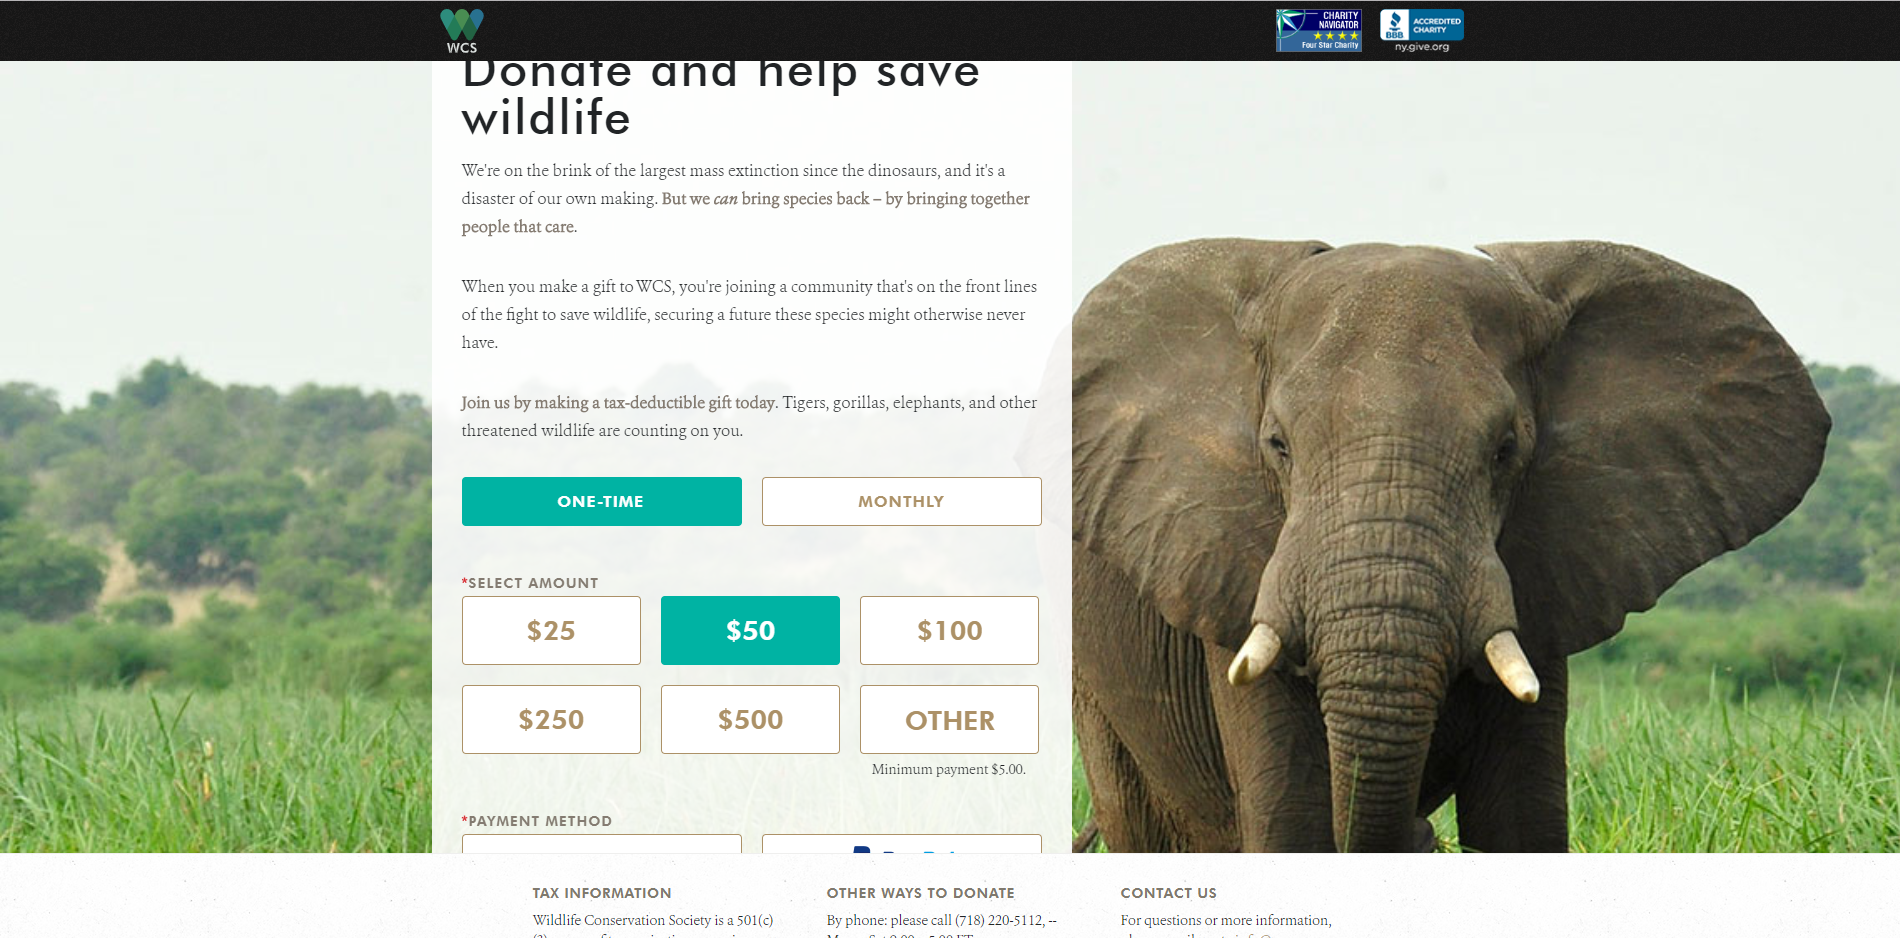 WCS
CHARITY
NAVIGATOR
Four Star Charity
BBB
ACCREDITED
CHARITY
ny.give.org
Donate and help save
wildlife
We're on the brink of the largest mass extinction since the dinosaurs, and it's a
disaster of our own making. But we can bring species back – by bringing together
people that care.
When you make a gift to WCS, you're joining a community that's on the front lines
of the fight to save wildlife, securing a future these species might otherwise never
have.
Join us by making a tax-deductible gift today. Tigers, gorillas, elephants, and other
threatened wildlife are counting on you.
ONE-TIME
MONTHLY
*SELECT AMOUNT
$25
$50
$100
$250
$500
OTHER
Minimum payment $5.00.
*PAYMENT METHOD
TAX INFORMATION
Wildlife Conservation Society is a 501(c)
OTHER WAYS TO DONATE
By phone: please call (718) 220-5112, --
CONTACT US
For questions or more information,